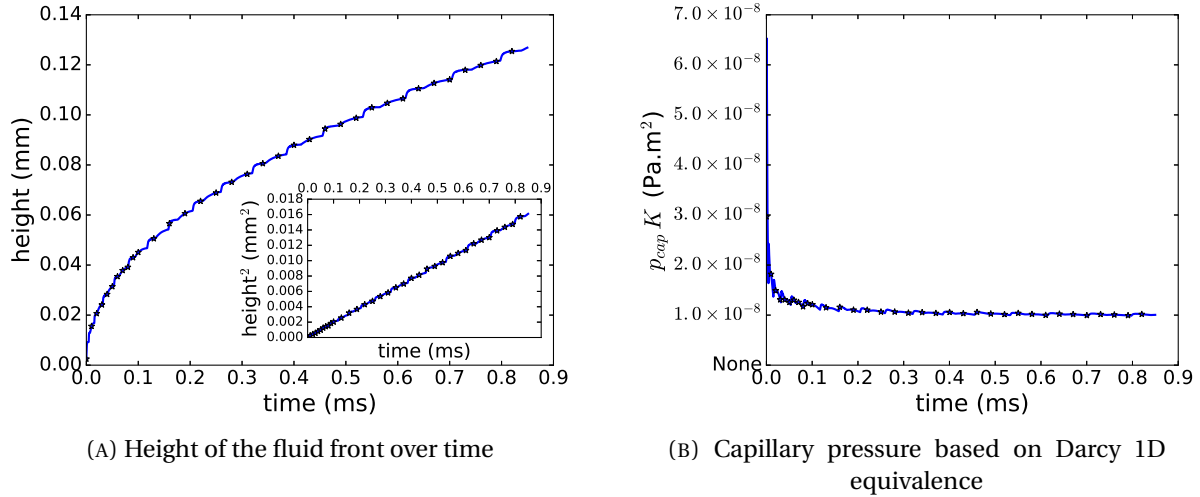 0.14
0.12
0.10
0.08
0.06
0.04
0.02
0.00
height (mm)
0.0 0.1 0.2 0.3 0.4 0.5 0.6 0.7 0.8 0.9
time (ms)
0.0 0.1 0.2 0.3 0.4 0.5 0.6 0.7 0.8 0.9
0.018
0.016
0.014
0.012
0.010
0.008
0.006
0.004
0.002
0.000
height² (mm²)
time (ms)
(A) Height of the fluid front over time
7.0 × 10⁻⁸
6.0 × 10⁻⁸
5.0 × 10⁻⁸
4.0 × 10⁻⁸
3.0 × 10⁻⁸
2.0 × 10⁻⁸
1.0 × 10⁻⁸
None
p_cap K (Pa.m²)
0.0 0.1 0.2 0.3 0.4 0.5 0.6 0.7 0.8 0.9
time (ms)
(B) Capillary pressure based on Darcy 1D
equivalence